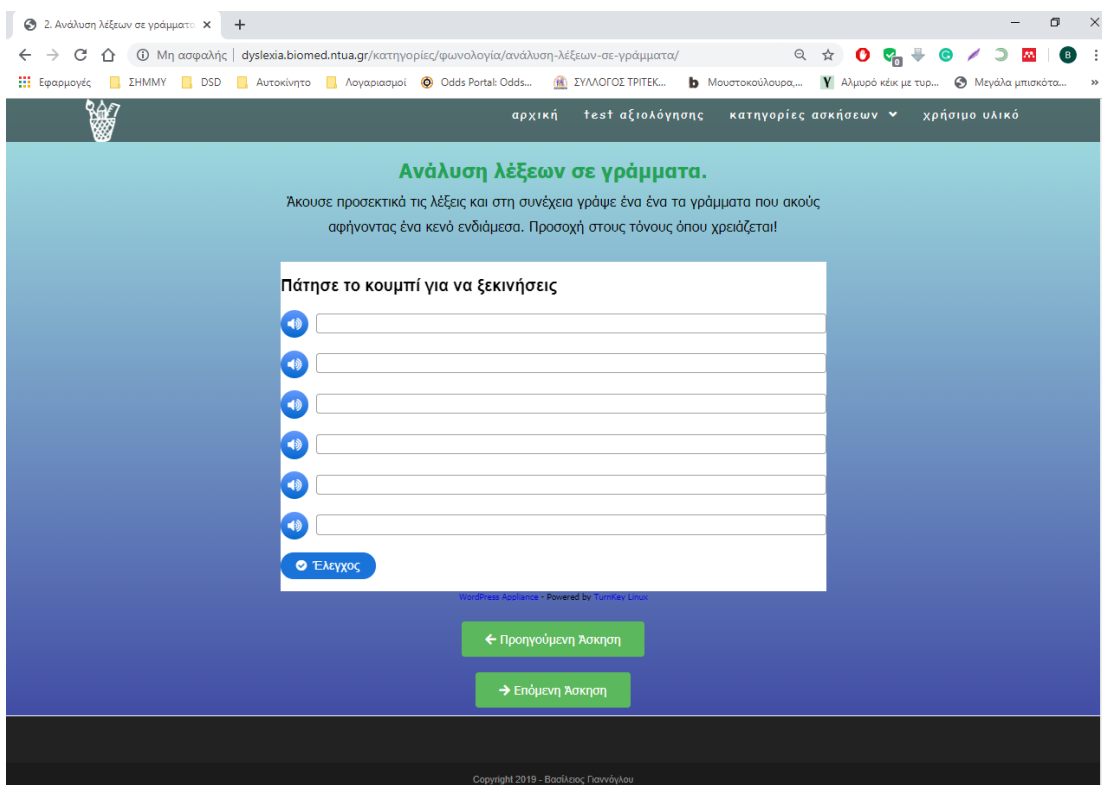 2. Ανάλυση λέξεων σε γράμματα
Μη ασφαλής | dyslexia.biomed.ntua.gr/κατηγορίες/φωνολογία/ανάλυση-λέξεων-σε-γράμματα/
Εφαρμογές ΣΗΜΜΥ DSD Αυτοκίνητο Λογαριασμοί Odds Portal: Odds... ΣΥΛΛΟΓΟΣ ΤΡΙΤΕΚ... Μουστοκούλουρα,... Αλμυρό κέικ με τυρ... Μεγάλα μπισκότα... »
αρχική test αξιολόγησης κατηγορίες ασκήσεων χρήσιμο υλικό
Ανάλυση λέξεων σε γράμματα.
Άκουσε προσεκτικά τις λέξεις και στη συνέχεια γράψε ένα ένα τα γράμματα που ακούς
αφήνοντας ένα κενό ενδιάμεσα. Προσοχή στους τόνους όπου χρειάζεται!
Πάτησε το κουμπί για να ξεκινήσεις
Έλεγχος
WordPress Appliance - Powered by TurnKey Linux
Προηγούμενη Άσκηση
Επόμενη Άσκηση
Copyright 2019 - Βασίλειος Γιαννόγλου